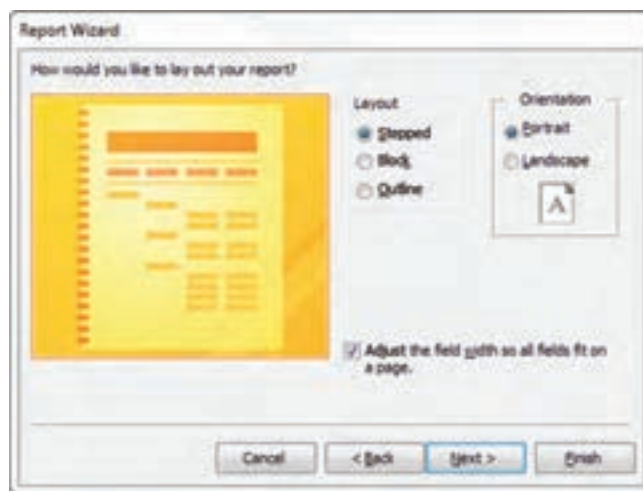 Report Wizard
How would you like to lay out your report?
Layout
Stepped
Block
Outline
Orientation
Portrait
Landscape
A
Adjust the field width so all fields fit on
a page.
Cancel
< Back
Next >
Finish